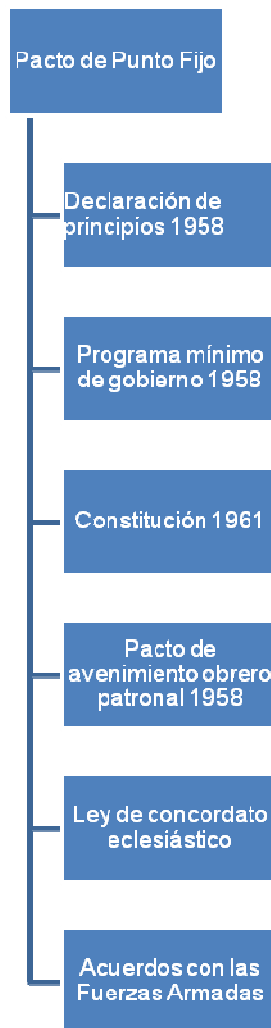 Pacto de Punto Fijo
Declaración de
principios 1958
Programa mínimo
de gobierno 1958
Constitución 1961
Pacto de
avenimiento obrero
patronal 1958
Ley de concordato
eclesiástico
Acuerdos con las
Fuerzas Armadas